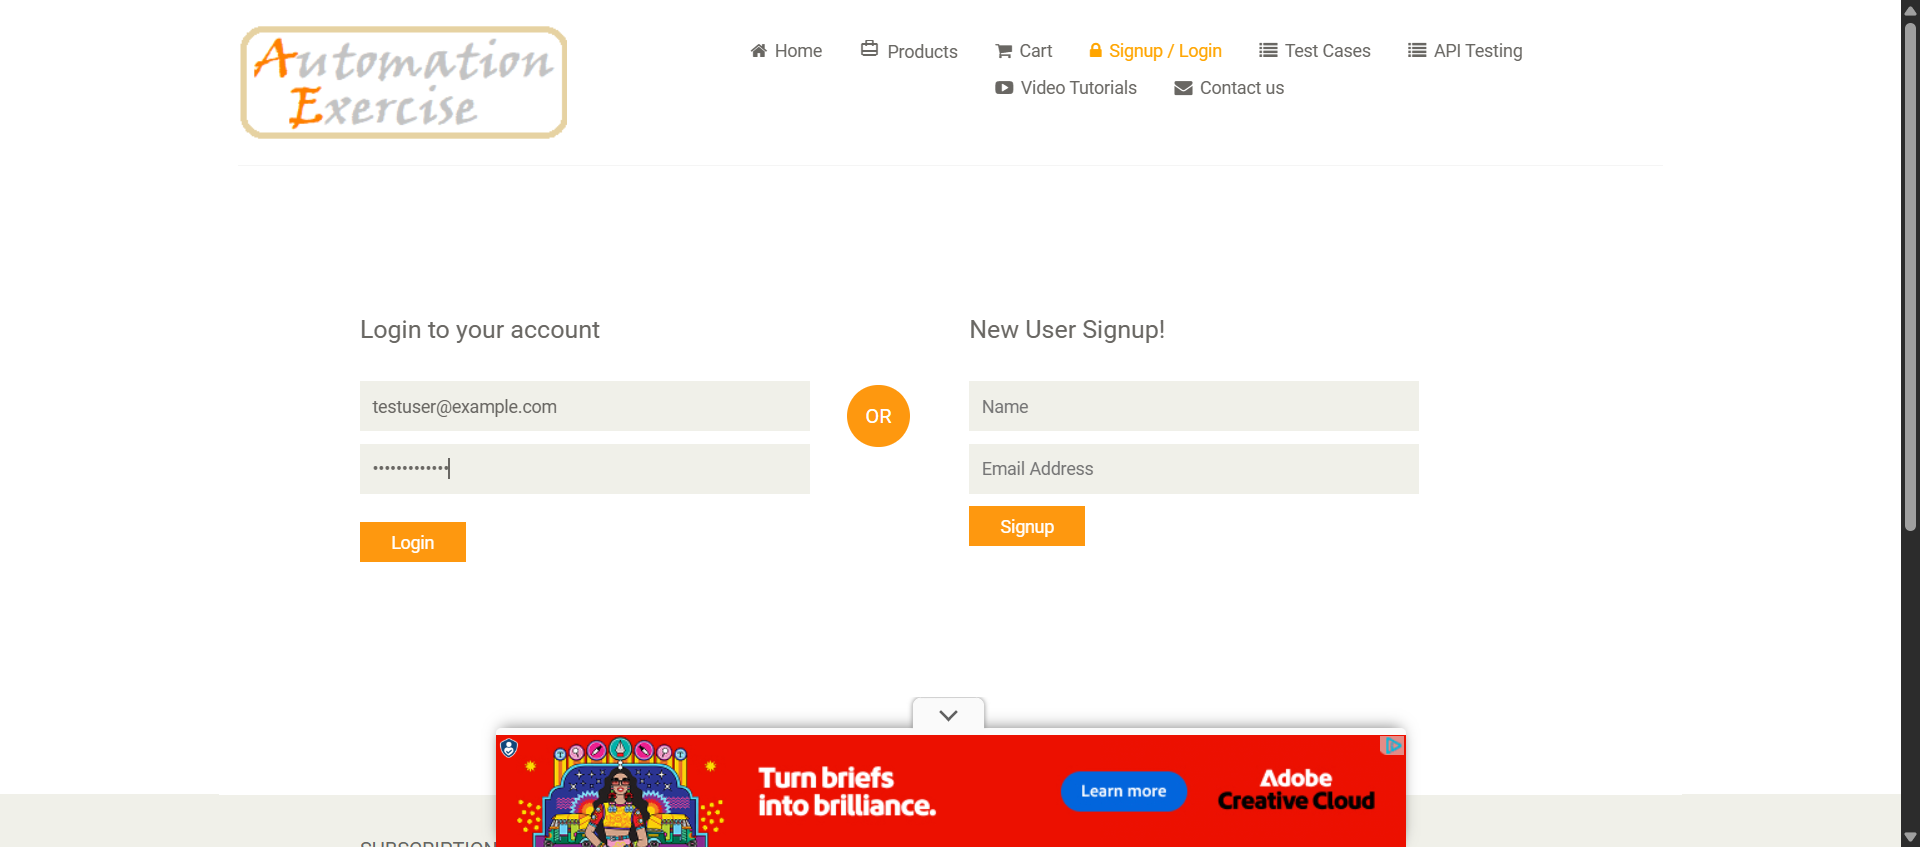 Automation
Exercise
Home
Products
Cart
Signup / Login
Test Cases
API Testing
Video Tutorials
Contact us
Login to your account
testuser@example.com
•••••••••••••
Login
OR
New User Signup!
Name
Email Address
Signup
Turn briefs
into brilliance.
Learn more
Adobe
Creative Cloud
SUBSCRIPTION